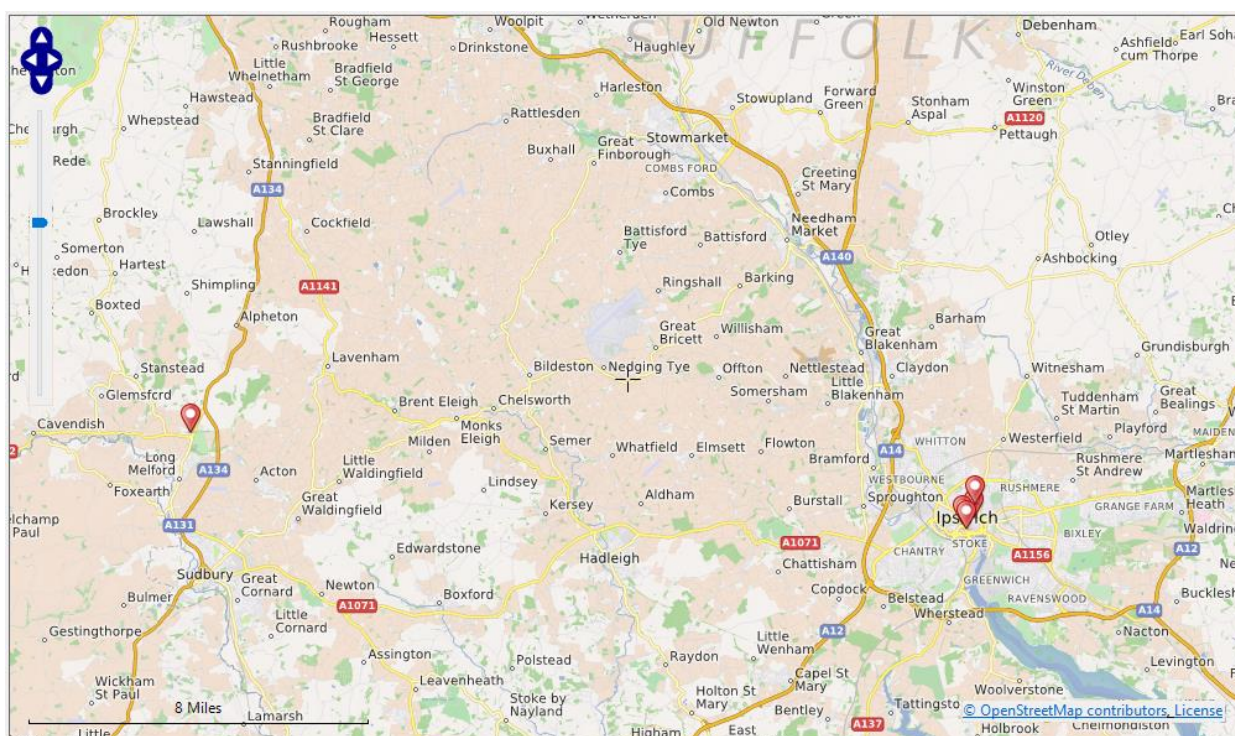 Rougham
Woolpit
Wetherden
Old Newton
Debenham
Rushbrooke
Hessett
Drinkstone
Haughley
SUFFOLK
Ashfield
cum Thorpe
Earl Soha
Little
Whelnetham
Bradfield
St George
River Deben
Harleston
Winston
Green
Hawstead
Stowupland
Forward
Green
Stonham
Aspal
A1120
Whepstead
Bradfield
St Clare
Rattlesden
Stowmarket
Pettaugh
Rede
Buxhall
Great
Finborough
COMBS FORD
Stanningfield
A134
Combs
Creeting
St Mary
Brockley
Lawshall
Cockfield
Battisford
Tye
Battisford
Needham
Market
Otley
Somerton
Hartest
A140
Ashbocking
Shimpling
A1141
Ringshall
Barking
Boxted
Alpheton
Great
Bricett
Willisham
Barham
Great
Blakenham
Grundisburgh
Stanstead
Lavenham
Bildeston
Nedging Tye
Offton
Nettlestead
Claydon
Witnesham
Glemsford
Brent Eleigh
Chelsworth
Somersham
Little
Blakenham
Great
Bealings
Tuddenham
St Martin
Cavendish
Monks
Eleigh
Milden
Semer
Whatfield
Elmsett
Flowton
WHITTON
Westerfield
Playford
Long
Melford
A134
Acton
Little
Waldingfield
Bramford
A14
Rushmere
St Andrew
Martlesham
Foxearth
Lindsey
Aldham
WESTBOURNE
RUSHMERE
Great
Waldingfield
Kersey
Burstall
Sproughton
Ipswich
GRANGE FARM
A131
Hadleigh
A1071
CHANTRY
STOKE
BIXLEY
A1156
A12
Edwardstone
Chattisham
Sudbury
Great
Cornard
Newton
A1071
Boxford
Copdock
GREENWICH
RAVENSWOOD
Bulmer
Belstead
Wherstead
A14
Gestingthorpe
Little
Cornard
A12
Nacton
Assington
Polstead
Raydon
Little
Wenham
Levington
Wickham
St Paul
Leavenheath
Capel St
Mary
Woolverstone
8 Miles
Stoke by
Nayland
Holton St
Mary
Bentley
Tattingsto
© OpenStreetMap contributors, License
Little
Lamarsh
Higham
East
A137
Holbrook
Chelmondiston